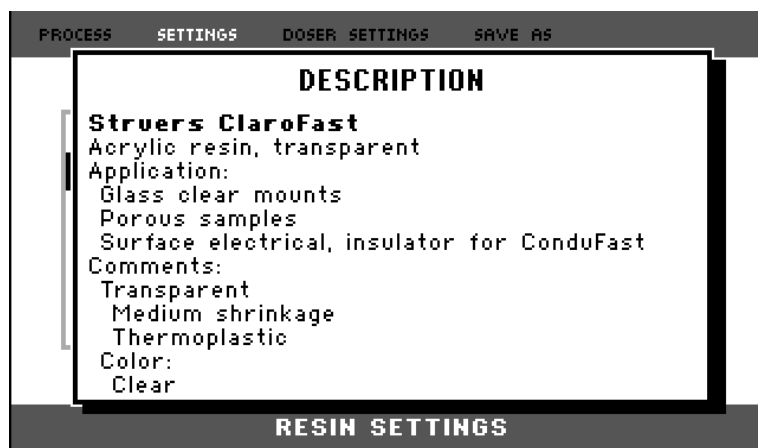 PROCESS SETTINGS DOSER SETTINGS SAVE AS
DESCRIPTION
Struers ClaroFast
Acrylic resin, transparent
Application:
Glass clear mounts
Porous samples
Surface electrical, insulator for ConduFast
Comments:
Transparent
Medium shrinkage
Thermoplastic
Color:
Clear
RESIN SETTINGS